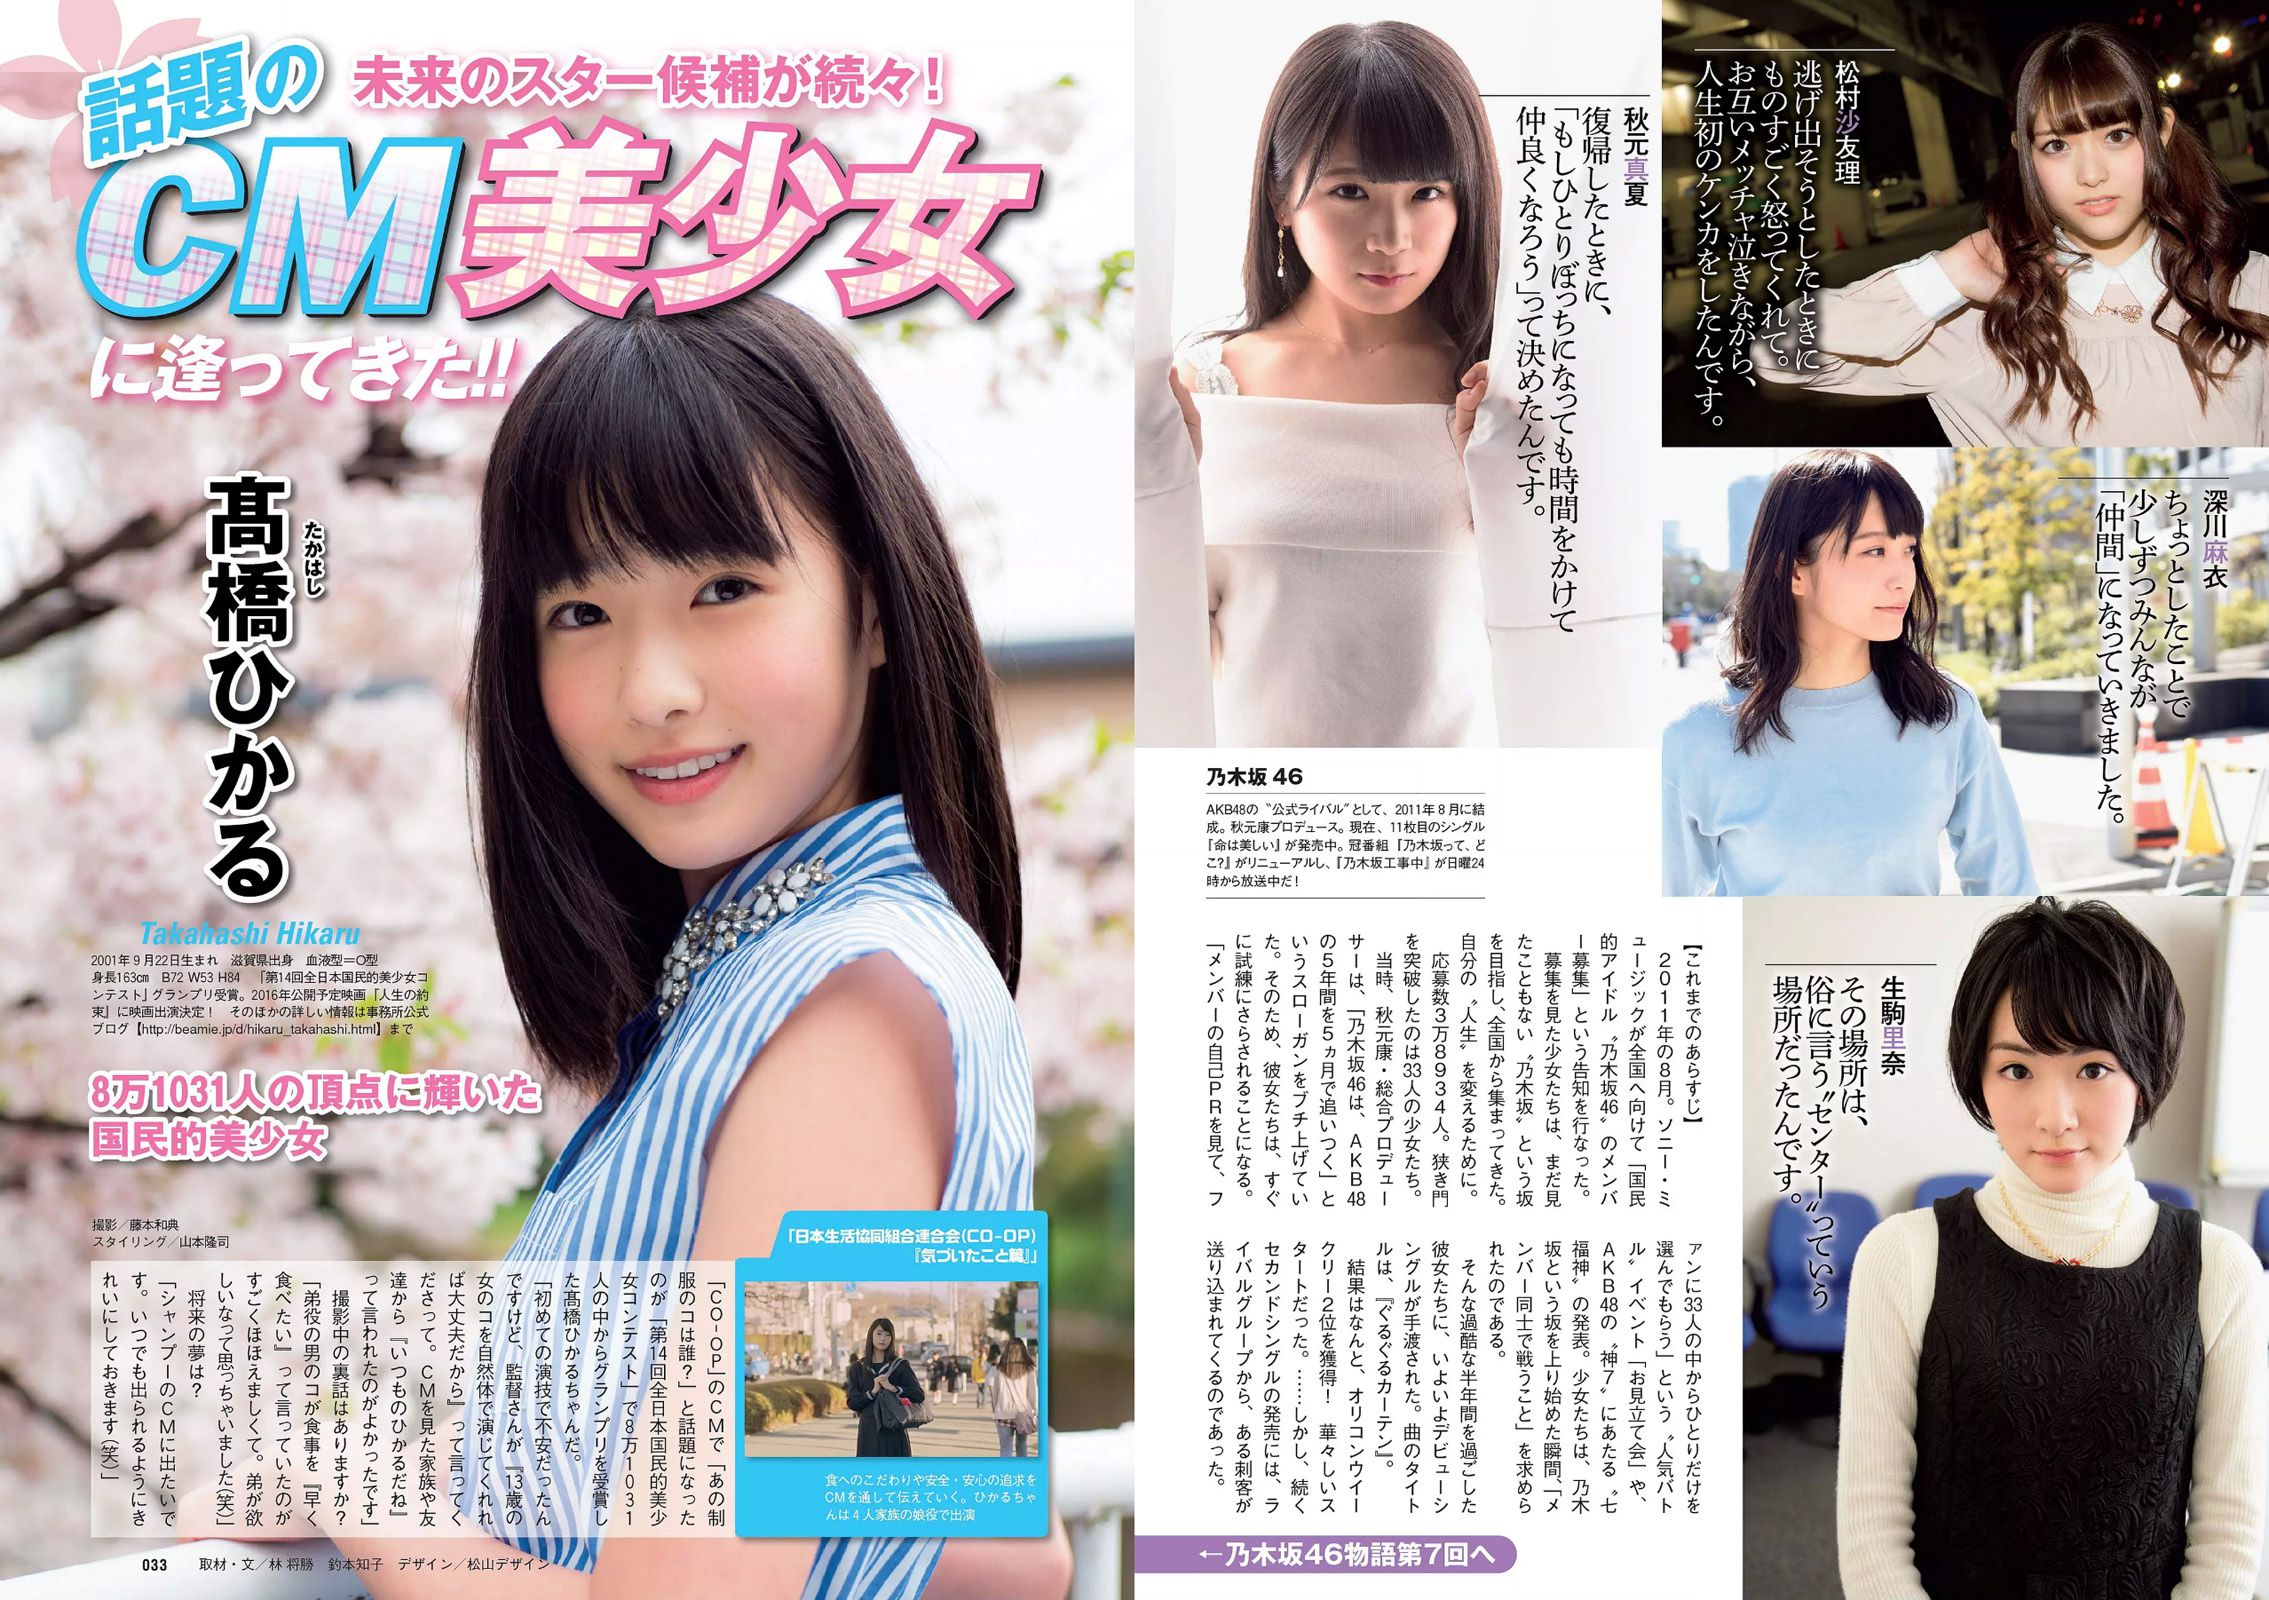 話題の
未来のスター候補が続々!
CM美少女
に逢ってきた!!
髙橋ひかる
たかはし
Takahashi Hikaru
2001年9月22日生まれ 滋賀県出身 血液型=O型
身長163㎝ B72 W53 H84 「第14回全日本国民的美少女コ
ンテスト」グランプリ受賞。2016年公開予定映画『人生の約
束』に映画出演決定! そのほかの詳しい情報は事務所公式
ブログ【http://beamie.jp/d/hikaru_takahashi.html】まで
8万1031人の頂点に輝いた
国民的美少女
撮影/藤本和典
スタイリング/山本隆司
「CO-OP」のCMで「あの制
服のコは誰?」と話題になった
のが「第14回全日本国民的美少
女コンテスト」で8万1031
人の中からグランプリを受賞し
た髙橋ひかるちゃんだ。
「初めての演技で不安だったん
ですけど、監督さんが『13歳の
女のコを自然体で演じてくれれ
ば大丈夫だから』って言ってく
ださって。CMを見た家族や友
達から『いつものひかるだね』
って言われたのがよかったです」
撮影中の裏話はありますか?
「弟役の男のコが食事を『早く
食べたい』って言っていたのが
すごくほほえましくて。弟が欲
しいなって思っちゃいました(笑)」
将来の夢は?
「シャンプーのCMに出たいで
す。いつでも出られるようにき
れいにしておきます(笑)」
「日本生活協同組合連合会(CO-OP)
『気づいたこと篇』」
食へのこだわりや安全・安心の追求を
CMを通して伝えていく。ひかるちゃ
んは4人家族の娘役で出演
033 取材・文/林 将勝 釣本知子 デザイン/松山デザイン
秋元真夏
復帰したときに、
「もしひとりぼっちになっても時間をかけて
仲良くなろう」って決めたんです。
松村沙友理
逃げ出そうとしたときに
ものすごく怒ってくれて。
お互いメッチャ泣きながら、
人生初のケンカをしたんです。
深川麻衣
ちょっとしたことで
少しずつみんなが
「仲間」になっていきました。
生駒里奈
その場所は、
俗に言う〝センター〟っていう
場所だったんです。
乃木坂46
AKB48の〝公式ライバル〟として、2011年8月に結
成。秋元康プロデュース。現在、11枚目のシングル
『命は美しい』が発売中。冠番組『乃木坂って、ど
こ?』がリニューアルし、『乃木坂工事中』が日曜24
時から放送中だ!
【これまでのあらすじ】
2011年の8月。ソニー・ミ
ュージックが全国へ向けて「国民
的アイドル〝乃木坂46〟のメンバ
ー募集」という告知を行なった。
募集を見た少女たちは、まだ見
たこともない〝乃木坂〟という坂
を目指し、全国から集まってきた。
自分の〝人生〟を変えるために。
応募数3万8934人。狭き門
を突破したのは33人の少女たち。
当時、秋元康・総合プロデュー
サーは、「乃木坂46は、AKB48
の5年間を5ヵ月で追いつく」と
いうスローガンをブチ上げてい
た。そのため、彼女たちは、すぐ
に試練にさらされることになる。
「メンバーの自己PRを見て、フ
ァンに33人の中からひとりだけを
選んでもらう」という〝人気バト
ル〟イベント「お見立て会」や、
AKB48の〝神7〟にあたる〝七
福神〟の発表。少女たちは、乃木
坂という坂を上り始めた瞬間、「メ
ンバー同士で戦うこと」を求めら
れたのである。
そんな過酷な半年間を過ごした
彼女たちに、いよいよデビューシ
ングルが手渡された。曲のタイト
ルは、『ぐるぐるカーテン』。
結果はなんと、オリコンウイー
クリー2位を獲得! 華々しいス
タートだった。……しかし、続く
セカンドシングルの発売には、ラ
イバルグループから、ある刺客が
送り込まれてくるのであった。
←乃木坂46物語第7回へ